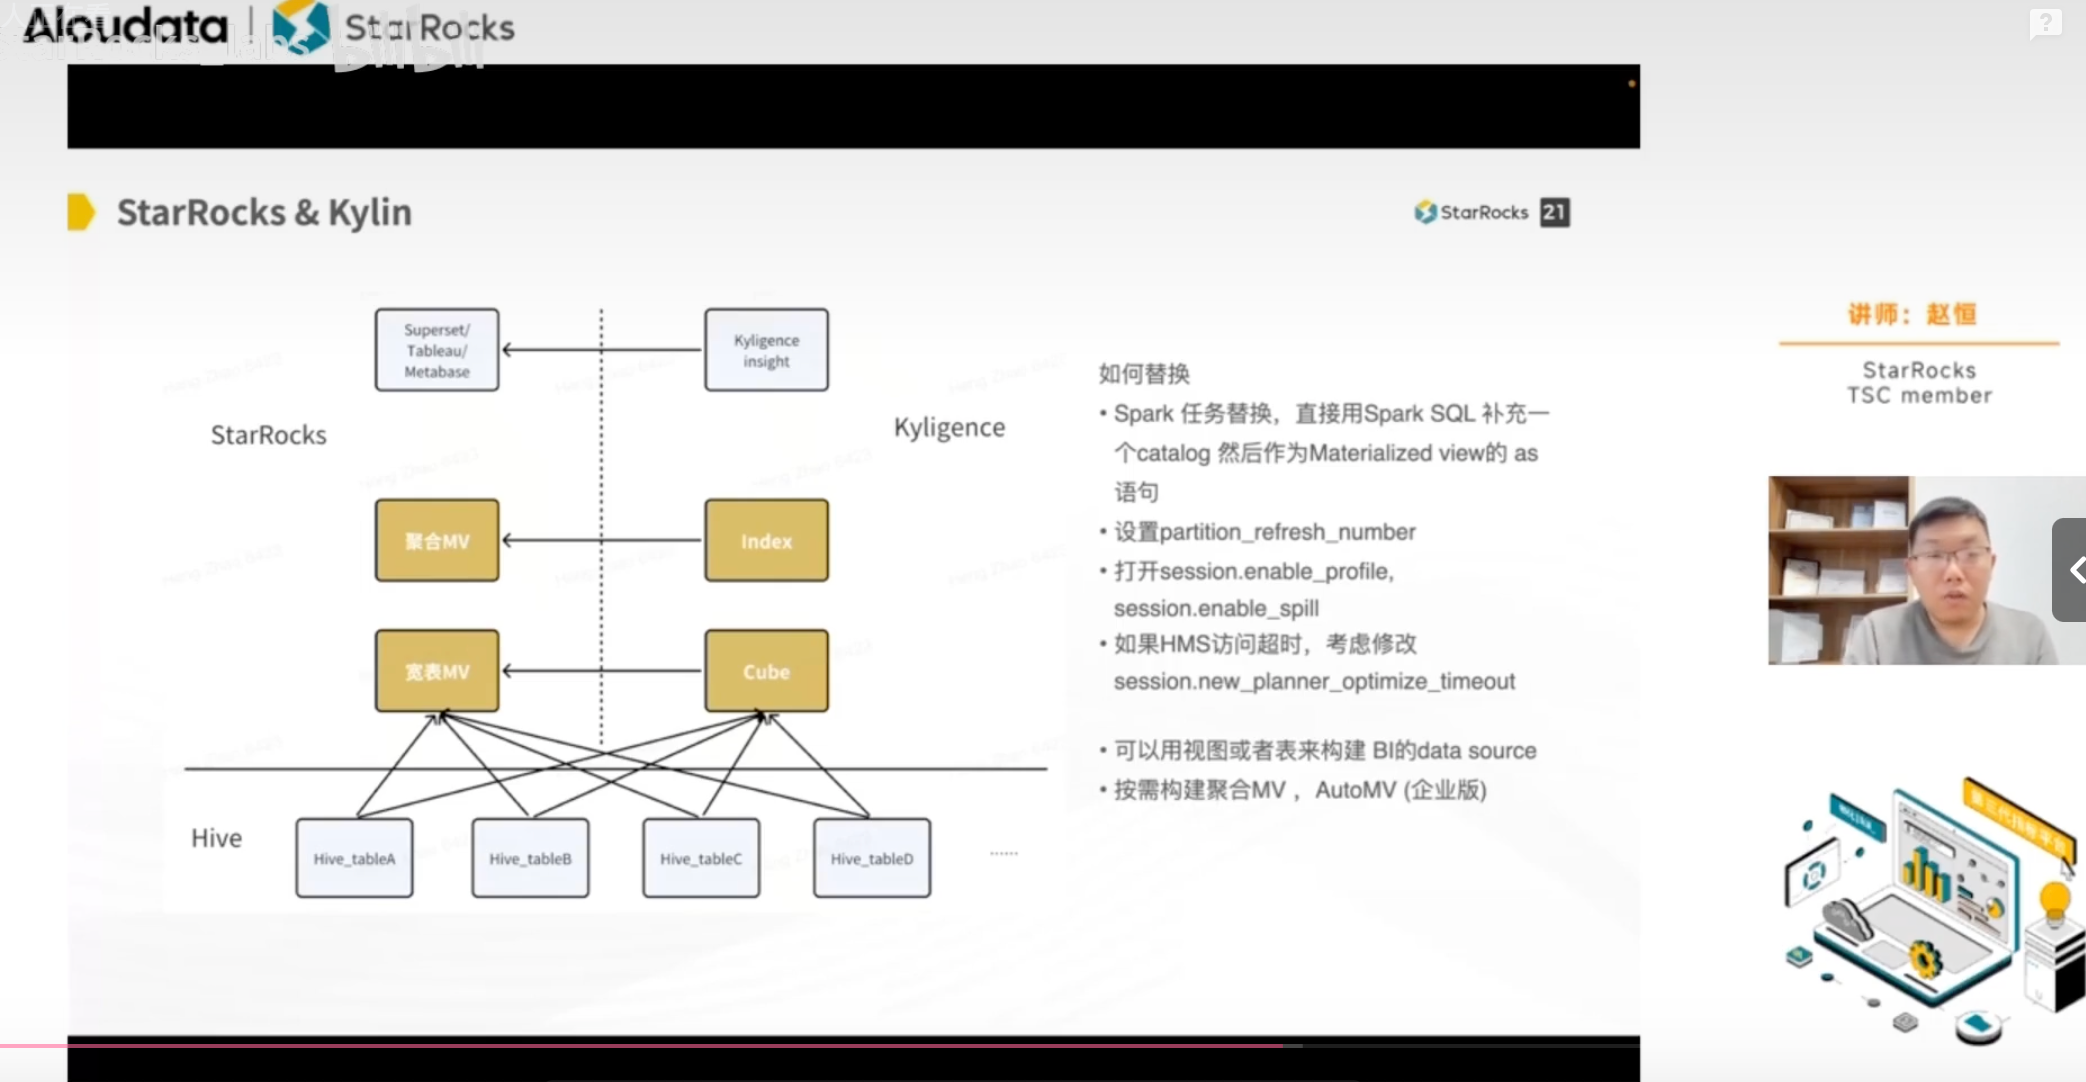 Aloudata | StarRocks
StarRocks & Kylin
StarRocks 21
Superset/
Tableau/
Metabase
Kyligence
insight
StarRocks
Kyligence
聚合MV
Index
宽表MV
Cube
Hive
Hive_tableA
Hive_tableB
Hive_tableC
Hive_tableD
......
如何替换
• Spark 任务替换，直接用Spark SQL 补充一
个catalog 然后作为Materialized view的 as
语句
• 设置partition_refresh_number
• 打开session.enable_profile,
session.enable_spill
• 如果HMS访问超时，考虑修改
session.new_planner_optimize_timeout
• 可以用视图或者表来构建 BI的data source
• 按需构建聚合MV ，AutoMV (企业版)
讲师：赵恒
StarRocks
TSC member